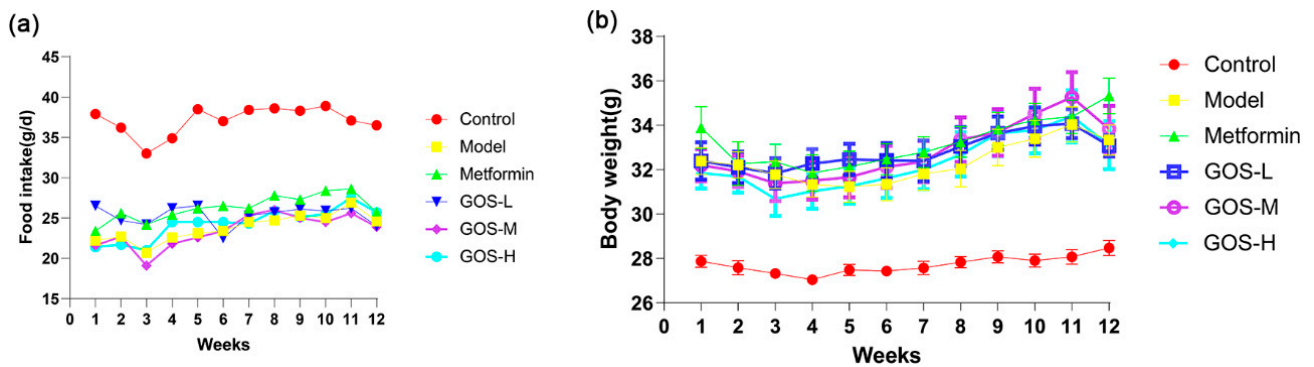 (a)
Food intake(g/d)
45
40
35
30
25
20
15
0 1 2 3 4 5 6 7 8 9 10 11 12
Weeks
Control
Model
Metformin
GOS-L
GOS-M
GOS-H
(b)
Body weight(g)
38
36
34
32
30
28
26
0 1 2 3 4 5 6 7 8 9 10 11 12
Weeks
Control
Model
Metformin
GOS-L
GOS-M
GOS-H